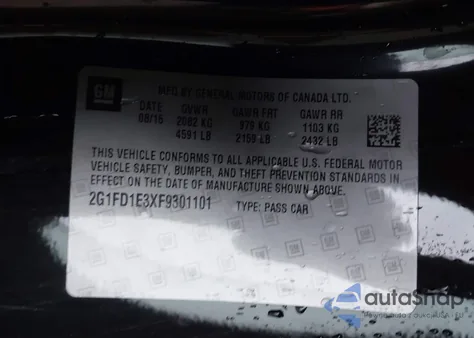 GM
MFG BY GENERAL MOTORS OF CANADA LTD.
DATE GVWR GAWR FRT GAWR RR
08/15 2082 KG 979 KG 1103 KG
4591 LB 2159 LB 2432 LB
THIS VEHICLE CONFORMS TO ALL APPLICABLE U.S. FEDERAL MOTOR
VEHICLE SAFETY, BUMPER, AND THEFT PREVENTION STANDARDS IN
EFFECT ON THE DATE OF MANUFACTURE SHOWN ABOVE.
2G1FD1E3XF9301101 TYPE: PASS CAR
autaShop